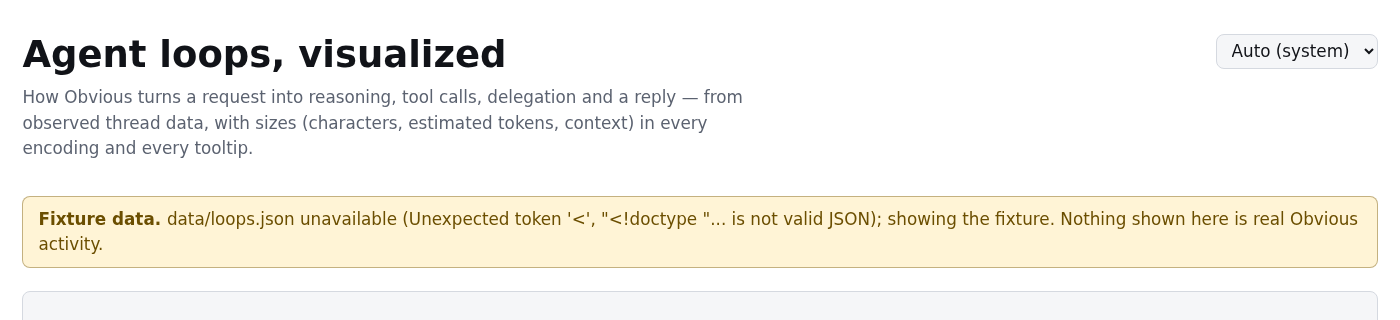 Agent loops, visualized
Auto (system)
How Obvious turns a request into reasoning, tool calls, delegation and a reply — from
observed thread data, with sizes (characters, estimated tokens, context) in every
encoding and every tooltip.
Fixture data. data/loops.json unavailable (Unexpected token '<', "<!doctype "... is not valid JSON); showing the fixture. Nothing shown here is real Obvious
activity.